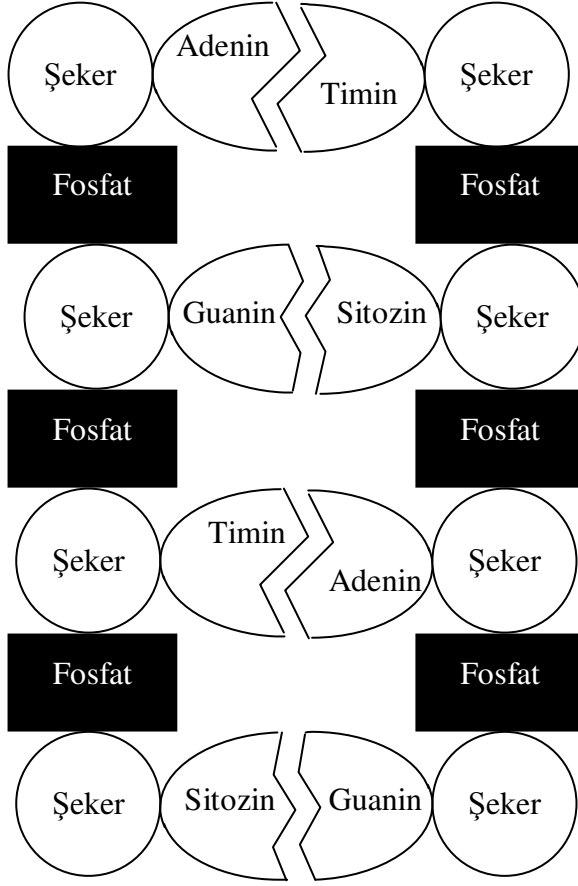 Şeker Adenin Timin Şeker
Fosfat Fosfat
Şeker Guanin Sitozin Şeker
Fosfat Fosfat
Şeker Timin Adenin Şeker
Fosfat Fosfat
Şeker Sitozin Guanin Şeker